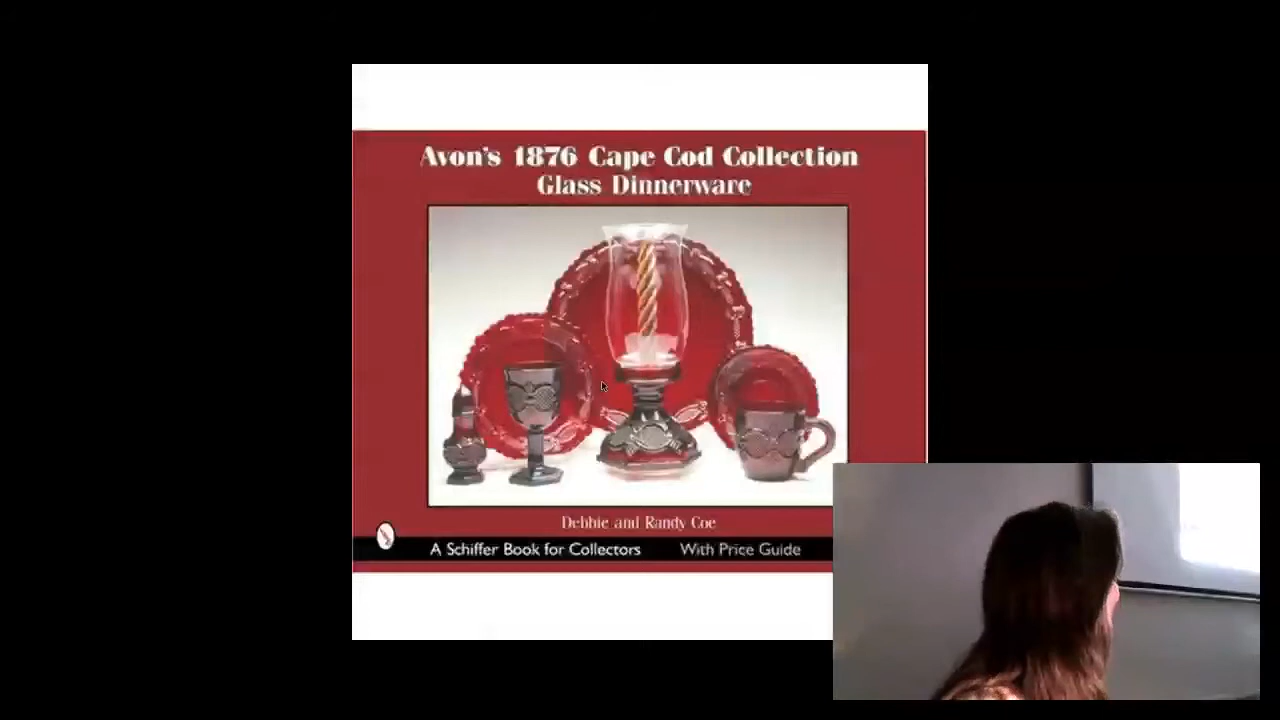 Avon's 1876 Cape Cod Collection
Glass Dinnerware
Debbie and Randy Coe
A Schiffer Book for Collectors With Price Guide